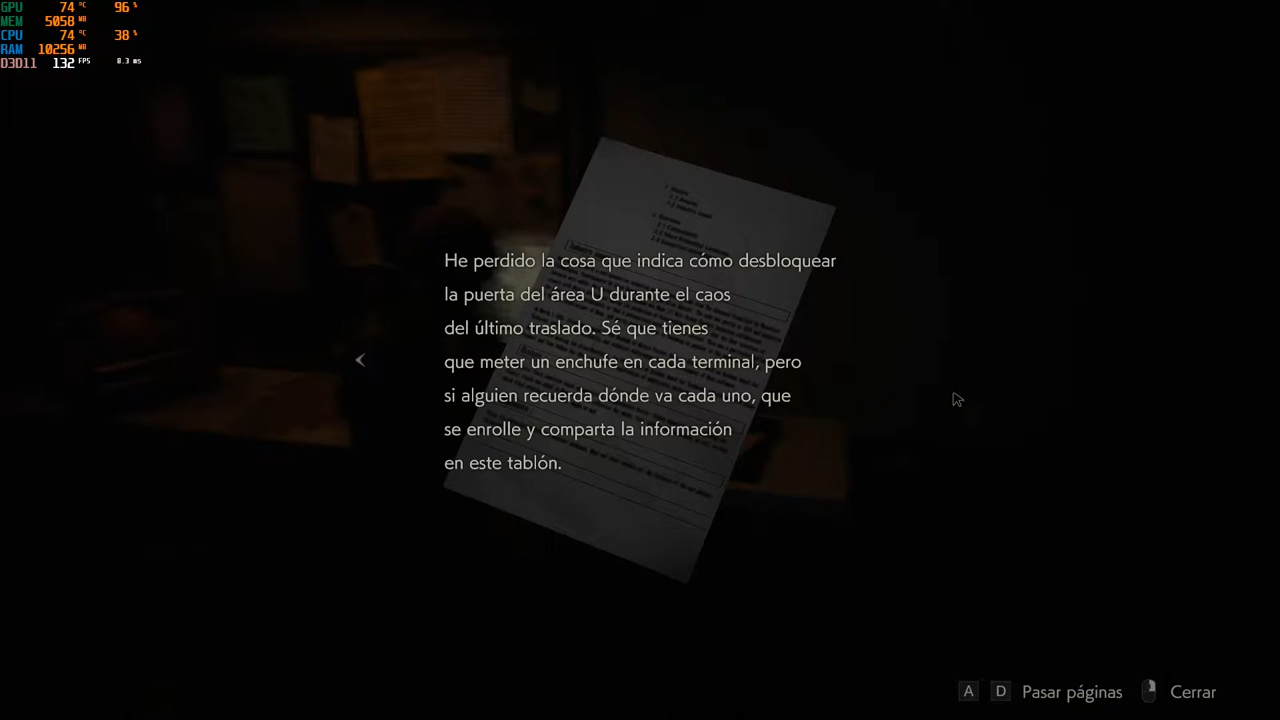 GPU 74 °C 96 %
MEM 5058 MB
CPU 74 °C 38 %
RAM 10256 MB
D3D11 132 FPS 8.3 ms
He perdido la cosa que indica cómo desbloquear
la puerta del área U durante el caos
del último traslado. Sé que tienes
que meter un enchufe en cada terminal, pero
si alguien recuerda dónde va cada uno, que
se enrolle y comparta la información
en este tablón.
A D Pasar páginas Cerrar